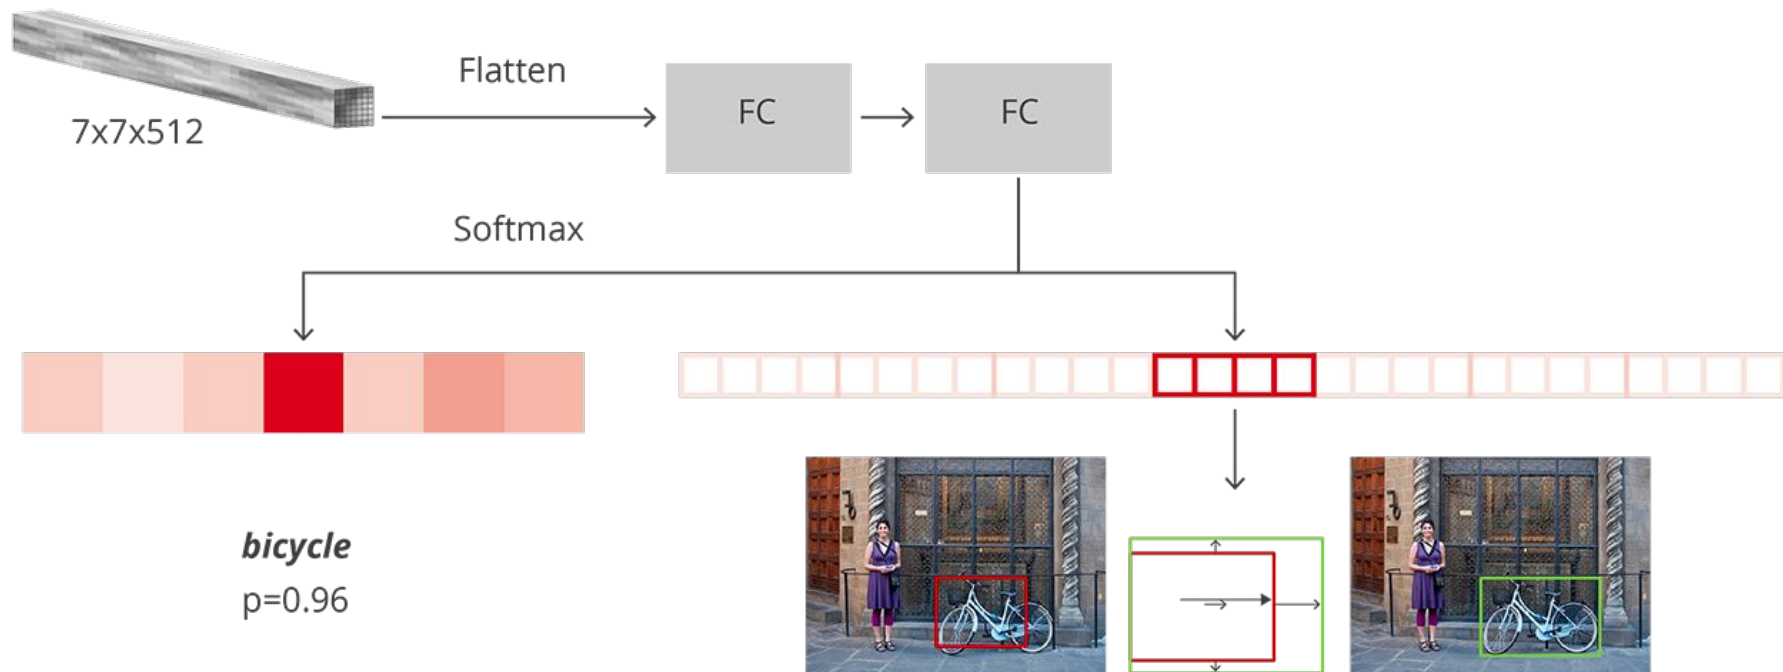 Flatten
FC
FC
7x7x512
Softmax
bicycle
p=0.96